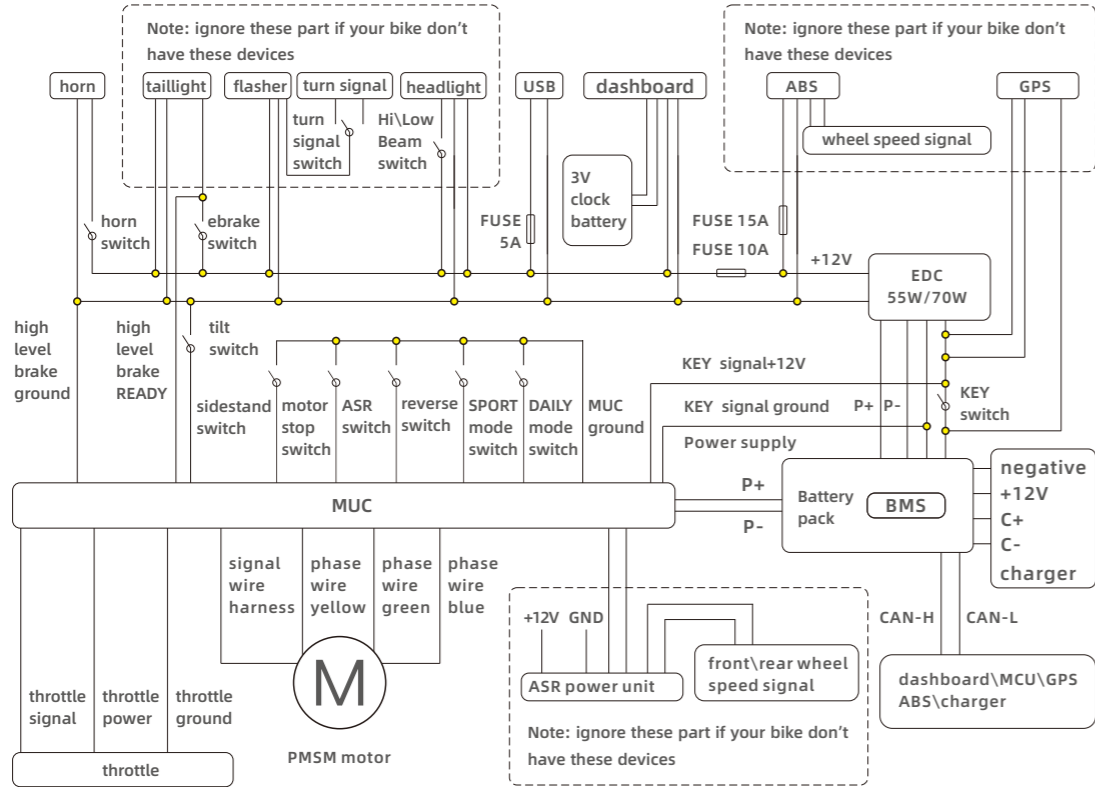 Note: ignore these part if your bike don't
have these devices
Note: ignore these part if your bike don't
have these devices
horn
taillight
flasher
turn signal
headlight
USB
dashboard
ABS
GPS
turn
signal
switch
Hi\Low
Beam
switch
wheel speed signal
3V
clock
battery
horn
switch
ebrake
switch
FUSE
5A
FUSE 15A
FUSE 10A
+12V
EDC
55W/70W
high
level
brake
ground
high
level
brake
READY
tilt
switch
sidestand
switch
motor
stop
switch
ASR
switch
reverse
switch
SPORT
mode
switch
DAILY
mode
switch
MUC
ground
KEY signal+12V
KEY signal ground
Power supply
P+
P-
KEY
switch
MUC
P+
P-
Battery
pack
BMS
negative
+12V
C+
C-
charger
signal
wire
harness
phase
wire
yellow
phase
wire
green
phase
wire
blue
M
PMSM motor
+12V GND
ASR power unit
front\rear wheel
speed signal
Note: ignore these part if your bike don't
have these devices
CAN-H
CAN-L
dashboard\MCU\GPS
ABS\charger
throttle
signal
throttle
power
throttle
ground
throttle